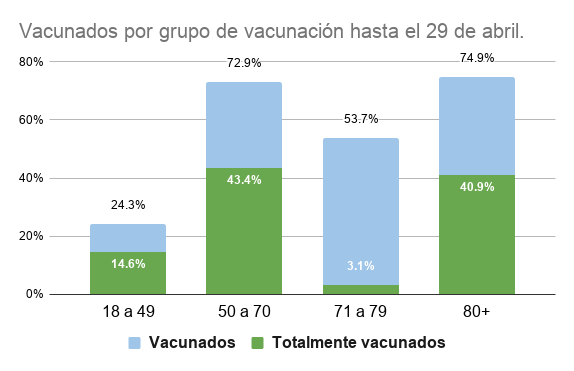 Vacunados por grupo de vacunación hasta el 29 de abril.
80%
60%
40%
20%
0%
24.3%
14.6%
72.9%
43.4%
53.7%
3.1%
74.9%
40.9%
18 a 49
50 a 70
71 a 79
80+
Vacunados
Totalmente vacunados